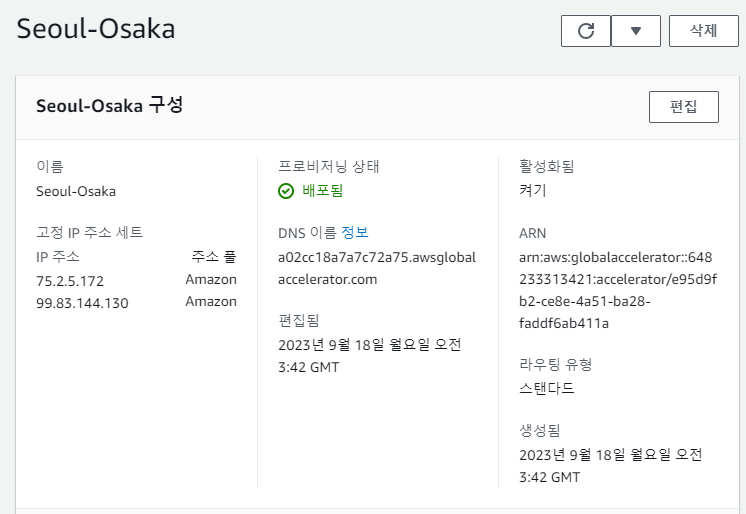 Seoul-Osaka
삭제
Seoul-Osaka 구성
편집
이름
Seoul-Osaka
고정 IP 주소 세트
IP 주소 주소 풀
75.2.5.172 Amazon
99.83.144.130 Amazon
프로비저닝 상태
배포됨
DNS 이름 정보
a02cc18a7a7c72a75.awsglobal
accelerator.com
편집됨
2023년 9월 18일 월요일 오전
3:42 GMT
활성화됨
켜기
ARN
arn:aws:globalaccelerator::648
233313421:accelerator/e95d9f
b2-ce8e-4a51-ba28-
faddf6ab411a
라우팅 유형
스탠다드
생성됨
2023년 9월 18일 월요일 오전
3:42 GMT